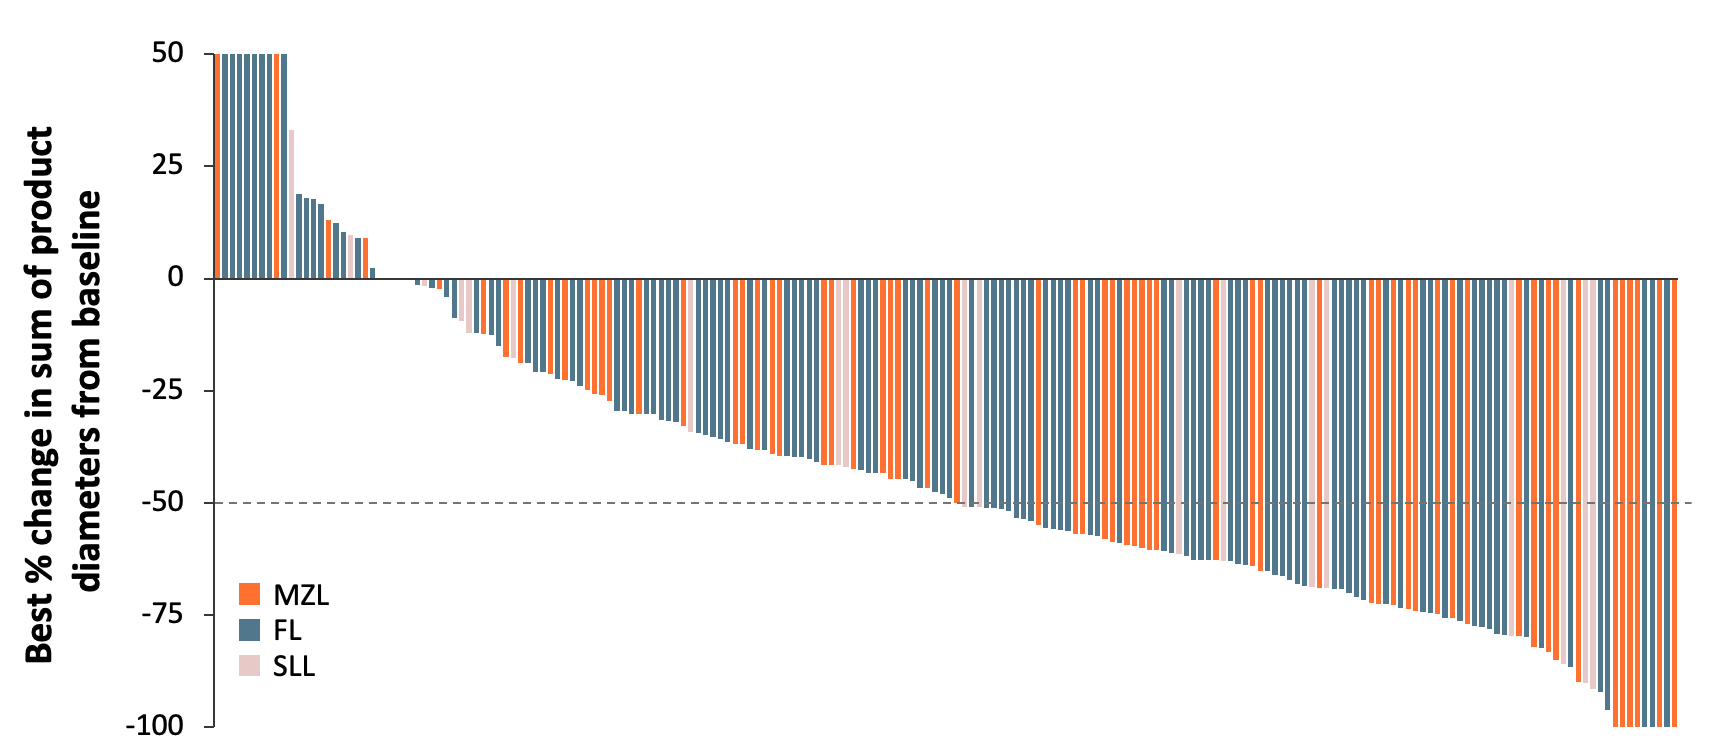 Best % change in sum of product
diameters from baseline
50
25
0
-25
-50
-75
-100
MZL
FL
SLL